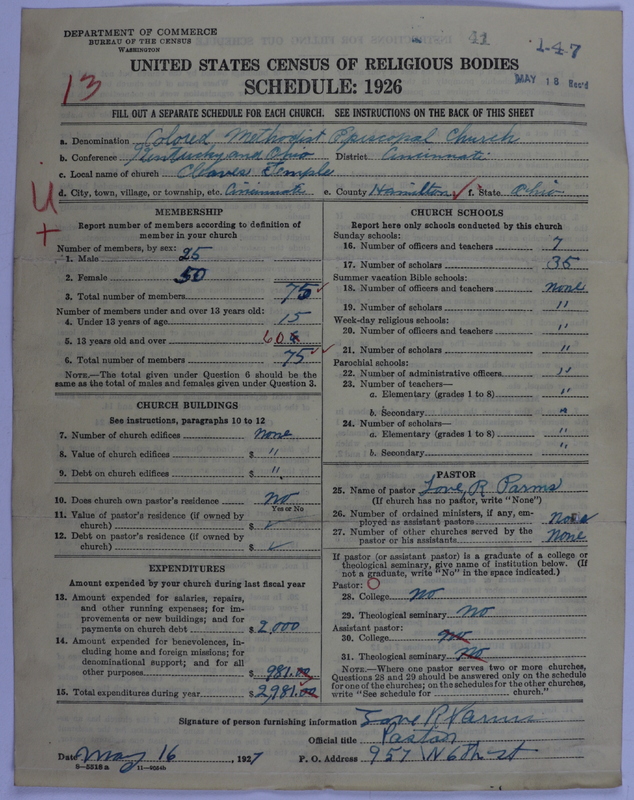 DEPARTMENT OF COMMERCE
BUREAU OF THE CENSUS
WASHINGTON
41
1-47
13
MAY 18 Rec'd
UNITED STATES CENSUS OF RELIGIOUS BODIES
SCHEDULE: 1926
FILL OUT A SEPARATE SCHEDULE FOR EACH CHURCH. SEE INSTRUCTIONS ON THE BACK OF THIS SHEET
a. Denomination Colored Methodist Episcopal Church
b. Conference Kentucky and Ohio District Cincinnati
c. Local name of church Cleaves Temple
d. City, town, village, or township, etc. Cincinnati e. County Hamilton f. State Ohio
U
+
MEMBERSHIP
Report number of members according to definition of
member in your church
Number of members, by sex:
1. Male 25
2. Female 50
3. Total number of members 75
Number of members under and over 13 years old:
4. Under 13 years of age 15
5. 13 years old and over 60
6. Total number of members 75
NOTE.—The total given under Question 6 should be the
same as the total of males and females given under Question 3.
CHURCH BUILDINGS
See instructions, paragraphs 10 to 12
7. Number of church edifices None
8. Value of church edifices $ "
9. Debt on church edifices $ "
10. Does church own pastor's residence No
Yes or No
11. Value of pastor's residence (if owned by
church) $ ✓
12. Debt on pastor's residence (if owned by
church) $ ✓
EXPENDITURES
Amount expended by your church during last fiscal year
13. Amount expended for salaries, repairs,
and other running expenses; for im-
provements or new buildings; and for
payments on church debt $ 2000
14. Amount expended for benevolences, in-
cluding home and foreign missions; for
denominational support; and for all
other purposes $ 981.00
15. Total expenditures during year $ 2981.00
CHURCH SCHOOLS
Report here only schools conducted by this church
Sunday schools:
16. Number of officers and teachers 7
17. Number of scholars 35
Summer vacation Bible schools:
18. Number of officers and teachers None
19. Number of scholars "
Week-day religious schools:
20. Number of officers and teachers "
21. Number of scholars "
Parochial schools:
22. Number of administrative officers "
23. Number of teachers—
a. Elementary (grades 1 to 8) "
b. Secondary "
24. Number of scholars—
a. Elementary (grades 1 to 8) "
b. Secondary "
PASTOR
25. Name of pastor Love R Parms
(If church has no pastor, write "None")
26. Number of ordained ministers, if any, em-
ployed as assistant pastors None
27. Number of other churches served by the
pastor or his assistants None
If pastor (or assistant pastor) is a graduate of a college or
theological seminary, give name of institution below. (If
not a graduate, write "No" in the space indicated.)
Pastor: O
28. College No
29. Theological seminary No
Assistant pastor:
30. College No
31. Theological seminary No
NOTE.—Where one pastor serves two or more churches,
Questions 28 and 29 should be answered only on the schedule
for one of the churches; on the schedules for the other churches,
write "See schedule for church."
Signature of person furnishing information Love R Parms
Official title Pastor
Date May 16, 1927 P. O. Address 957 N 6th st
8—5518 a 11—9554b